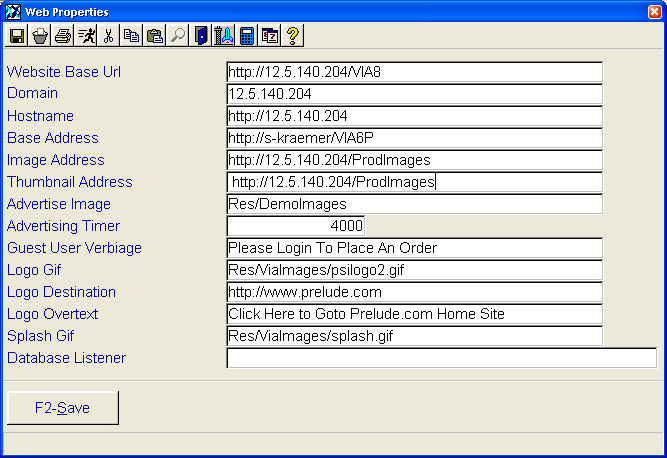 Web Properties
Website Base Url http://12.5.140.204/VIA8
Domain 12.5.140.204
Hostname http://12.5.140.204
Base Address http://s-kraemer/VIA6P
Image Address http://12.5.140.204/ProdImages
Thumbnail Address http://12.5.140.204/ProdImages
Advertise Image Res/DemoImages
Advertising Timer 4000
Guest User Verbiage Please Login To Place An Order
Logo Gif Res/ViaImages/psilogo2.gif
Logo Destination http://www.prelude.com
Logo Overtext Click Here to Goto Prelude.com Home Site
Splash Gif Res/ViaImages/splash.gif
Database Listener
F2-Save